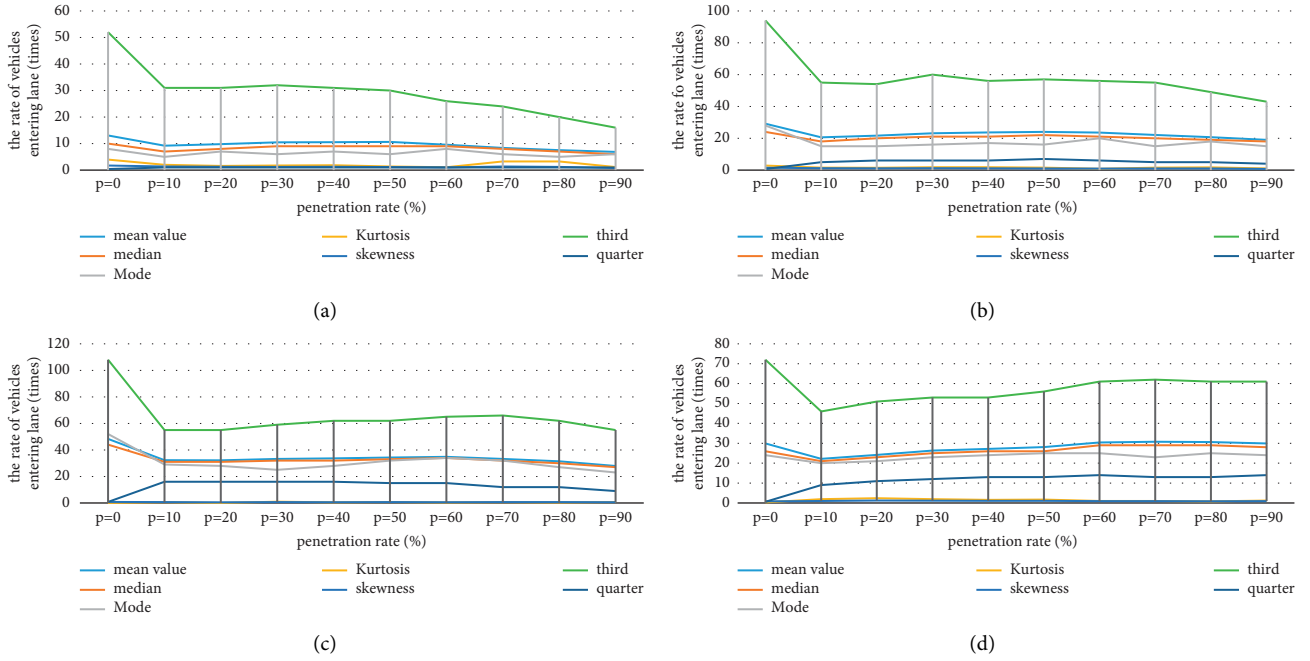 the rate of vehicles
entering lane (times)
60
50
40
30
20
10
0
p=0 p=10 p=20 p=30 p=40 p=50 p=60 p=70 p=80 p=90
penetration rate (%)
mean value Kurtosis third
median skewness quarter
Mode
(a)
the rate fo vehicles
entering lane (times)
100
80
60
40
20
0
p=0 p=10 p=20 p=30 p=40 p=50 p=60 p=70 p=80 p=90
penetration rate (%)
mean value Kurtosis third
median skewness quarter
Mode
(b)
the rate of vehicles
entering lane (times)
120
100
80
60
40
20
0
p=0 p=10 p=20 p=30 p=40 p=50 p=60 p=70 p=80 p=90
penetration rate (%)
mean value Kurtosis third
median skewness quarter
Mode
(c)
the rate of vehicles
entering lane (times)
80
70
60
50
40
30
20
10
0
p=0 p=10 p=20 p=30 p=40 p=50 p=60 p=70 p=80 p=90
penetration rate (%)
mean value Kurtosis third
median skewness quarter
Mode
(d)